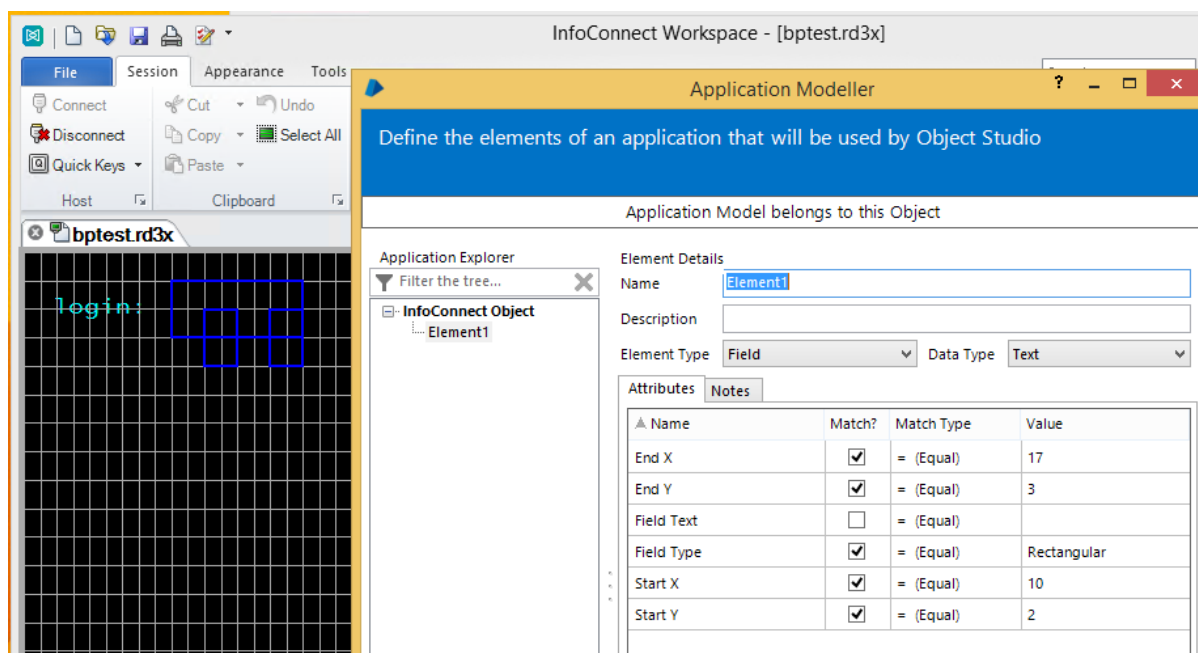 InfoConnect Workspace - [bptest.rd3x]
File Session Appearance Tools
Connect Cut Undo
Disconnect Copy Select All
Quick Keys Paste
Host Clipboard
bptest.rd3x
login:
Application Modeller
Define the elements of an application that will be used by Object Studio
Application Model belongs to this Object
Application Explorer
Filter the tree...
InfoConnect Object
Element1
Element Details
Name Element1
Description
Element Type Field Data Type Text
Attributes Notes
Name Match? Match Type Value
End X = (Equal) 17
End Y = (Equal) 3
Field Text = (Equal)
Field Type = (Equal) Rectangular
Start X = (Equal) 10
Start Y = (Equal) 2